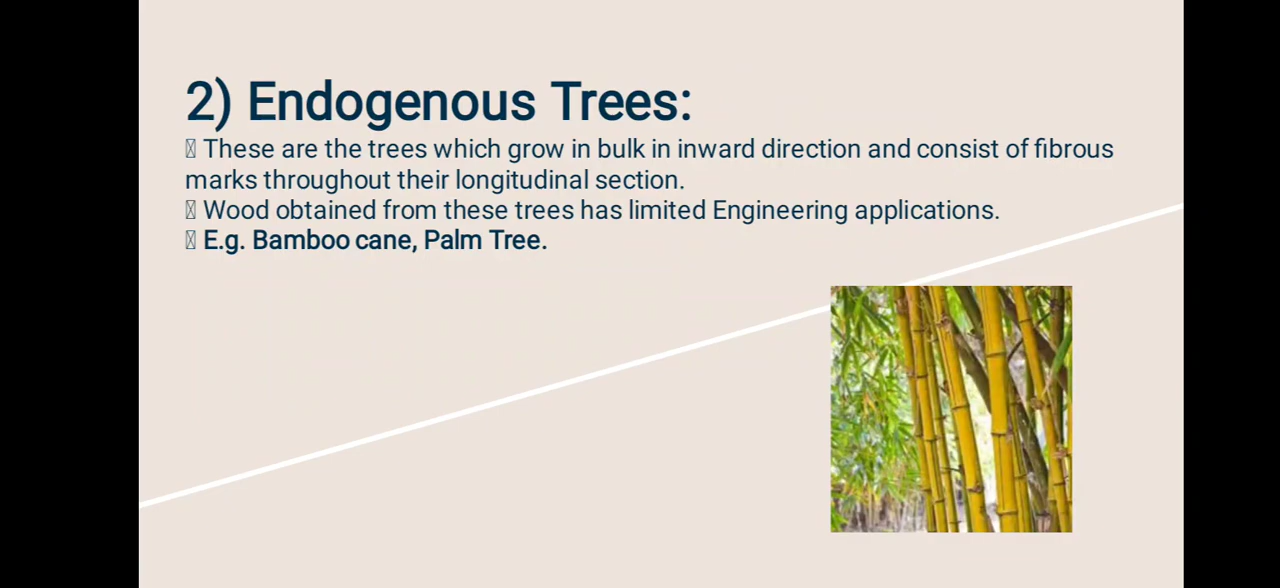 2) Endogenous Trees:
 These are the trees which grow in bulk in inward direction and consist of fibrous
marks throughout their longitudinal section.
 Wood obtained from these trees has limited Engineering applications.
 E.g. Bamboo cane, Palm Tree.